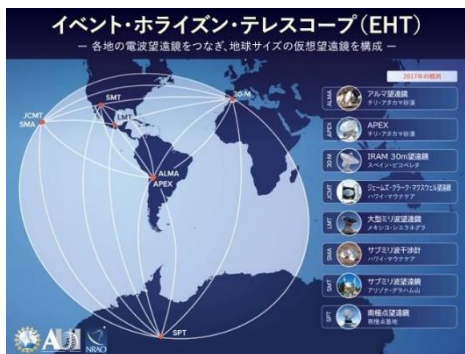 イベント・ホライズン・テレスコープ(EHT)
― 各地の電波望遠鏡をつなぎ、地球サイズの仮想望遠鏡を構成 ―
2017年の観測
SMT
JCMT
SMA
LMT
30-M
ALMA
APEX
SPT
ALMA
アルマ望遠鏡
チリ・アタカマ砂漠
APEX
APEX
チリ・アタカマ砂漠
30-M
IRAM 30m望遠鏡
スペイン・ピコベレタ
JCMT
ジェームズ・クラーク・マクスウェル望遠鏡
ハワイ・マウナケア
LMT
大型ミリ波望遠鏡
メキシコ・シエラネグラ
SMA
サブミリ波干渉計
ハワイ・マウナケア
SMT
サブミリ波望遠鏡
アリゾナ・グラハム山
SPT
南極点望遠鏡
南極点基地
NRAO